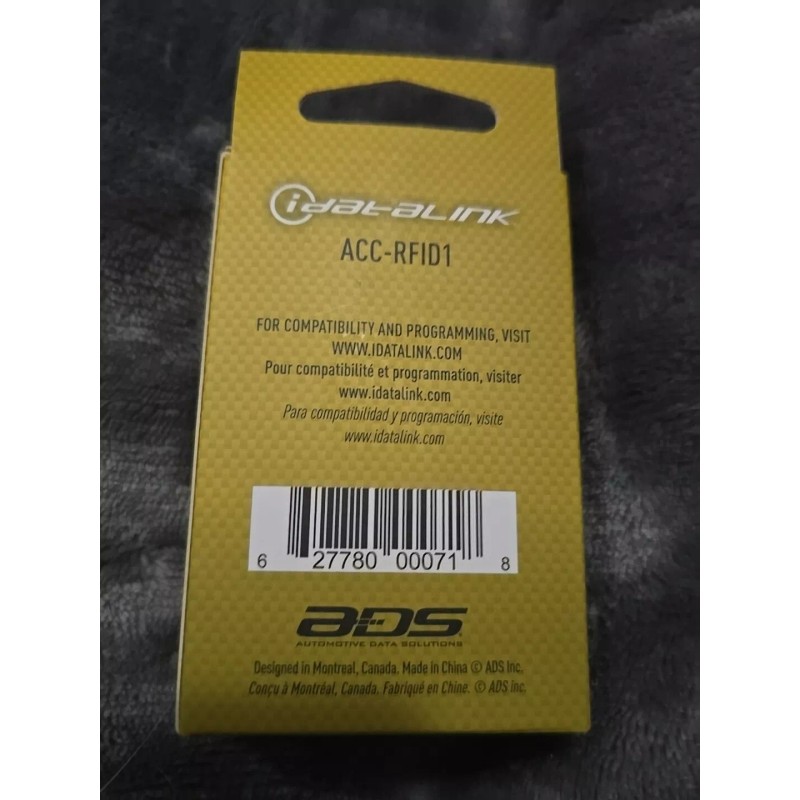 iDATALINK
ACC-RFID1
FOR COMPATIBILITY AND PROGRAMMING, VISIT
WWW.IDATALINK.COM
Pour compatibilité et programmation, visiter
www.idatalink.com
Para compatibilidad y programación, visite
www.idatalink.com
6 27780 00071 8
ADS
AUTOMOTIVE DATA SOLUTIONS
Designed in Montreal, Canada. Made in China © ADS Inc.
Conçu à Montréal, Canada. Fabriqué en Chine. © ADS inc.